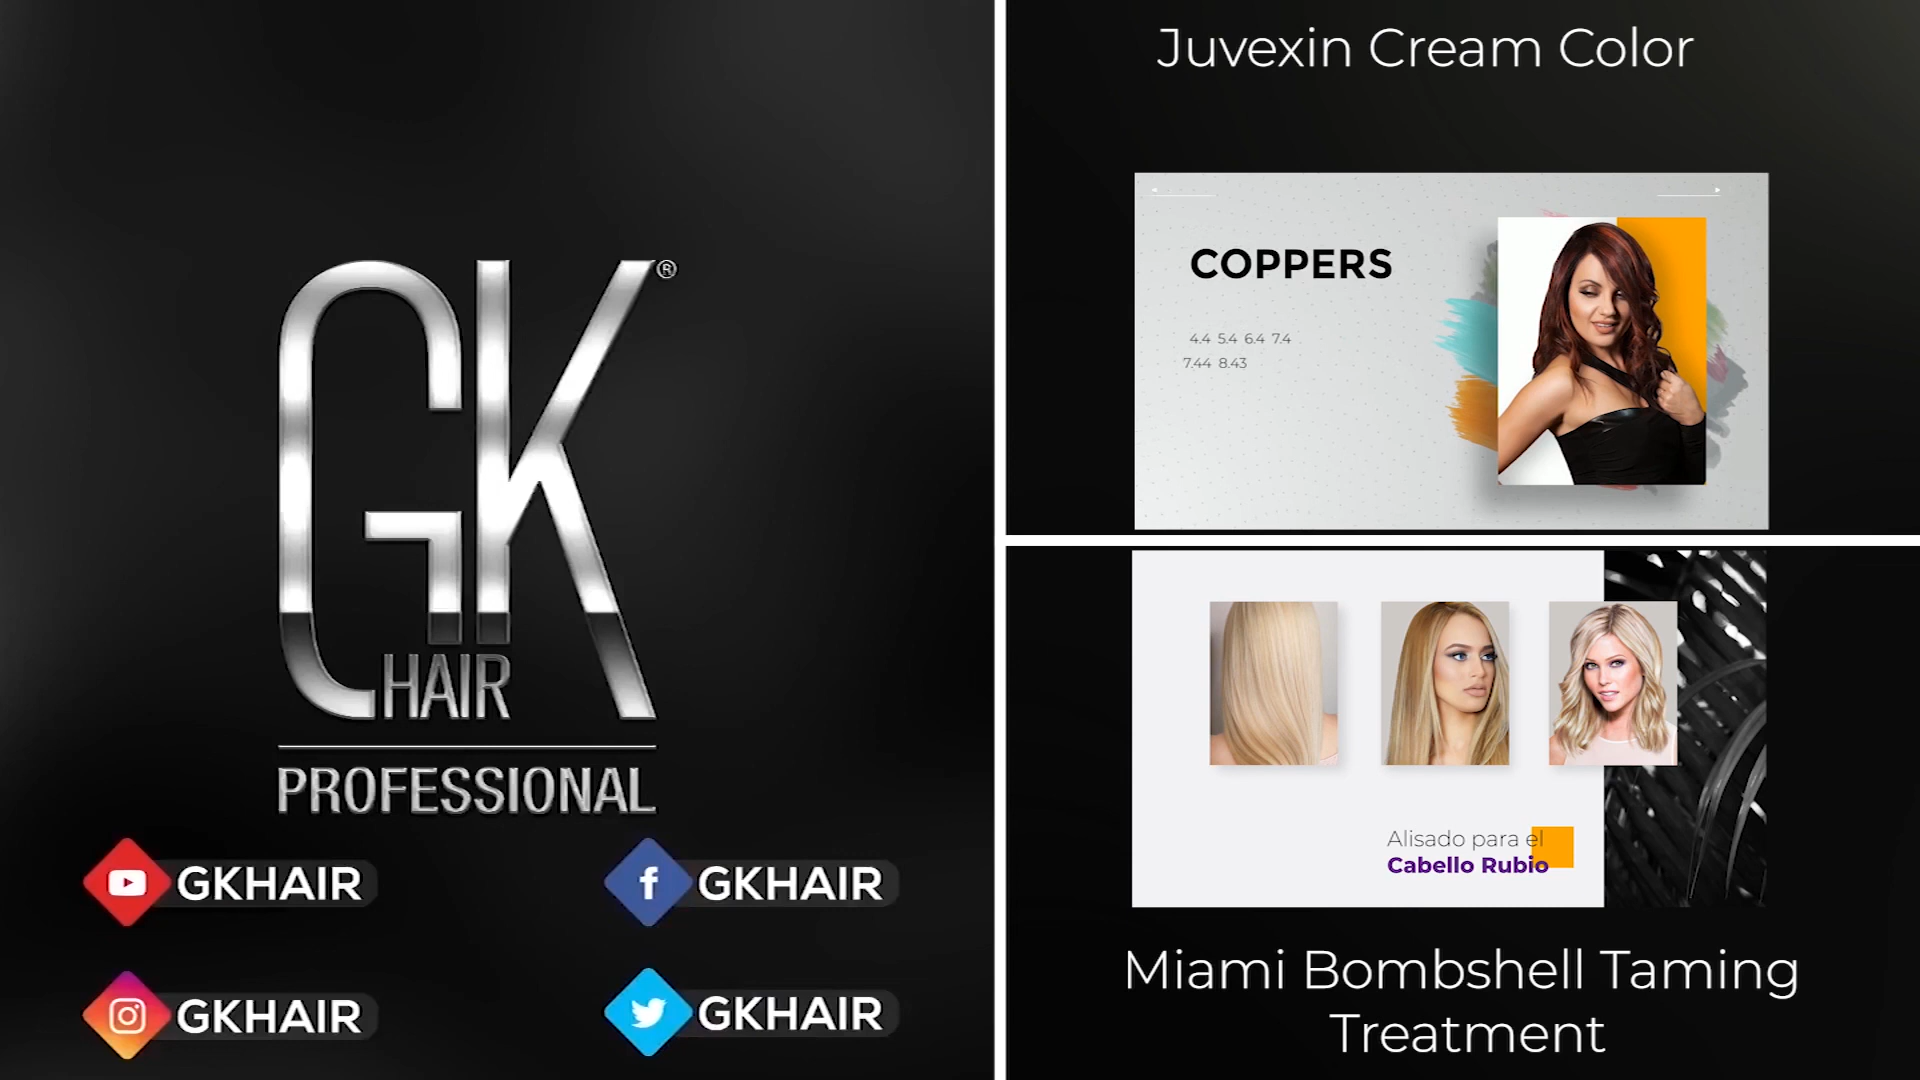 GK®
HAIR
PROFESSIONAL
GKHAIR
GKHAIR
GKHAIR
GKHAIR
Juvexin Cream Color
COPPERS
4.4 5.4 6.4 7.4
7.44 8.43
Alisado para el
Cabello Rubio
Miami Bombshell Taming
Treatment